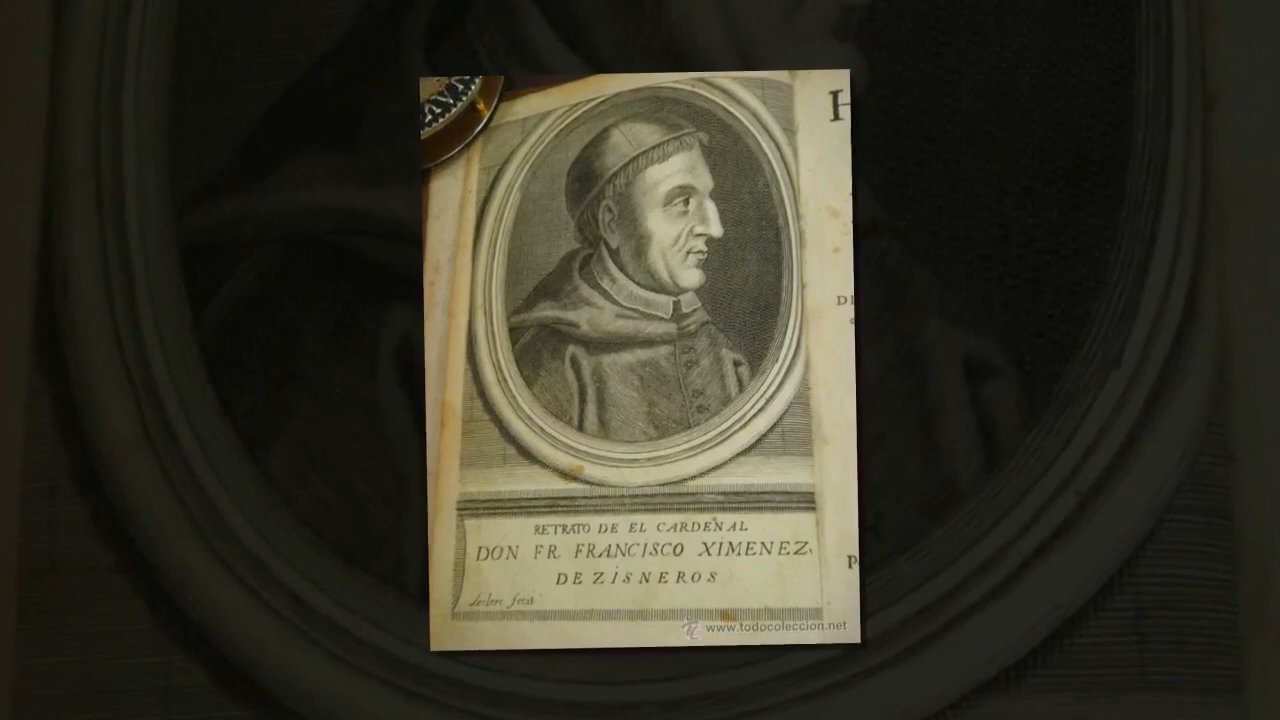 H
RETRATO DE EL CARDENAL
DON FR. FRANCISCO XIMENEZ,
DE ZISNEROS
Leclerc fecit
P
www.todocoleccion.net